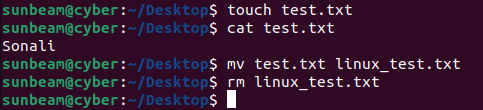 sunbeam@cyber:~/Desktop$ touch test.txt
sunbeam@cyber:~/Desktop$ cat test.txt
Sonali
sunbeam@cyber:~/Desktop$ mv test.txt linux_test.txt
sunbeam@cyber:~/Desktop$ rm linux_test.txt
sunbeam@cyber:~/Desktop$